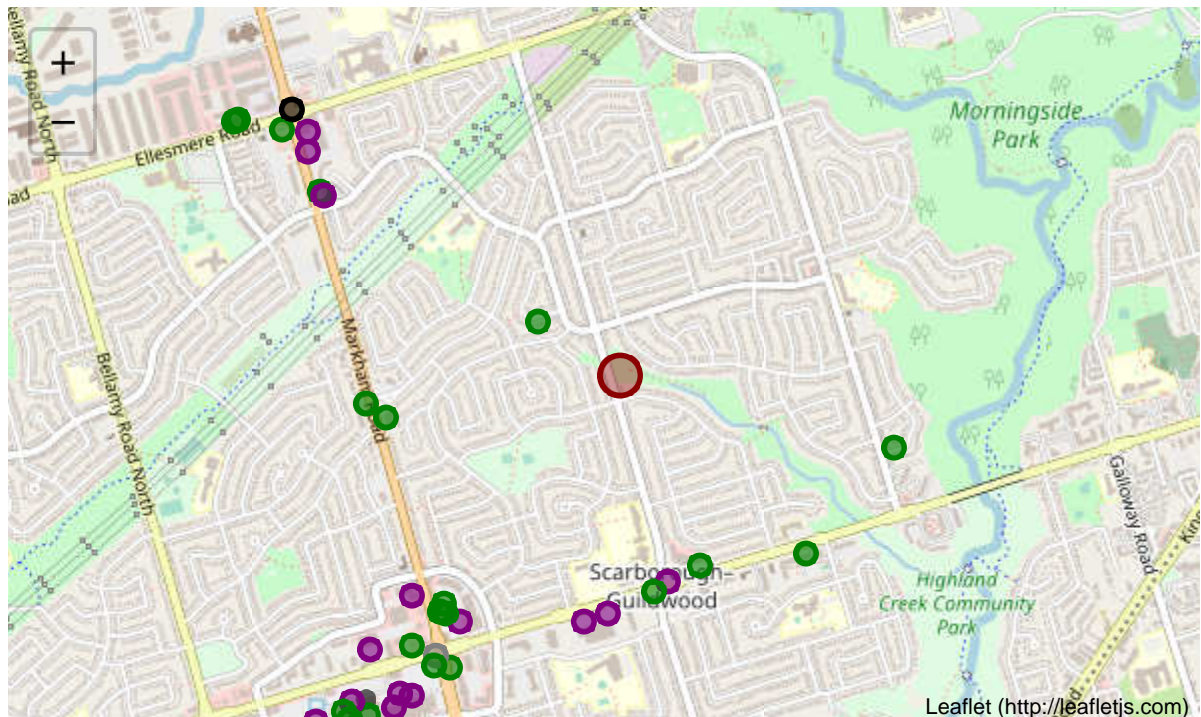 +
−
Bellamy Road North
Ellesmere Road
Morningside
Park
Markham Road
Bellamy Road North
Galloway Road
Scarborough–
Guildwood
Highland
Creek Community
Park
Leaflet (http://leafletjs.com)